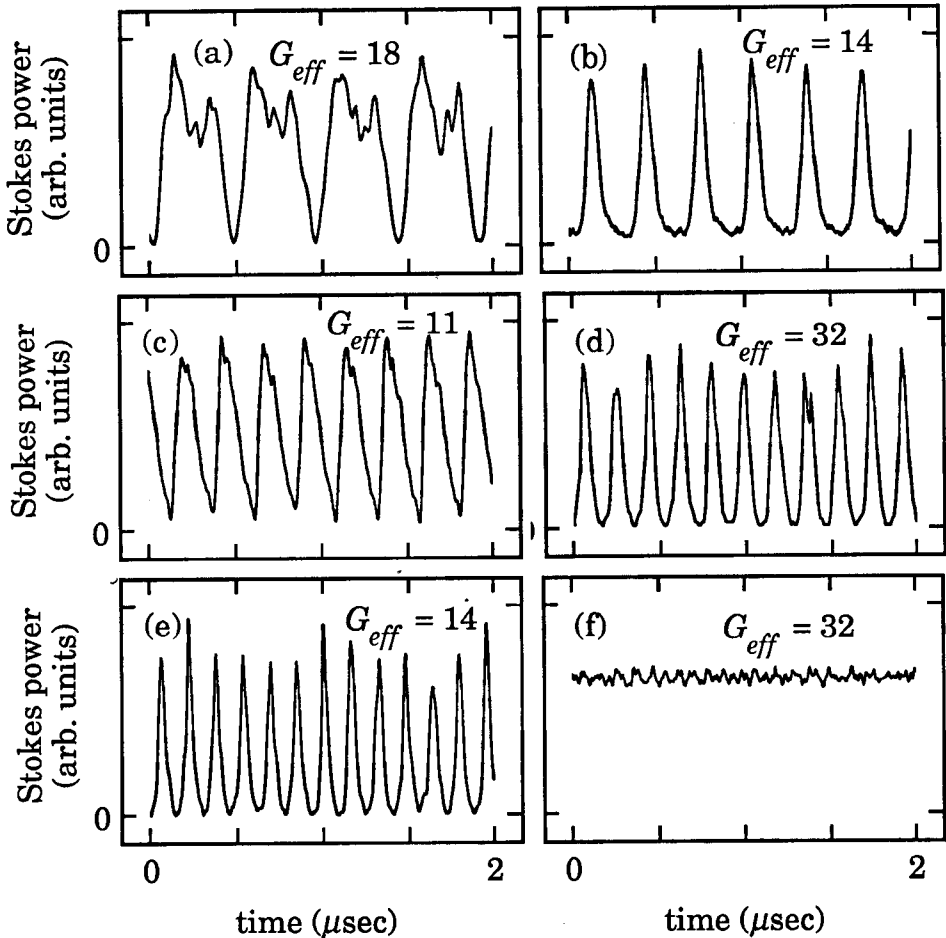 (a) G_eff = 18
(b) G_eff = 14
Stokes power
(arb. units)
0
(c) G_eff = 11
(d) G_eff = 32
Stokes power
(arb. units)
0
(e) G_eff = 14
(f) G_eff = 32
Stokes power
(arb. units)
0
0 2
0 2
time (μsec)
time (μsec)